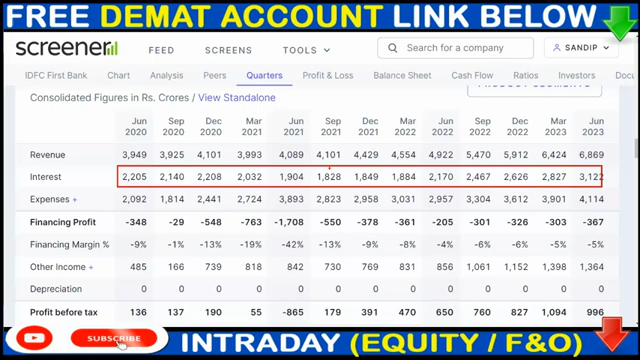 FREE DEMAT ACCOUNT LINK BELOW
screener FEED SCREENS TOOLS Search for a company SANDIP
IDFC First Bank Chart Analysis Peers Quarters Profit & Loss Balance Sheet Cash Flow Ratios Investors Docu
Consolidated Figures in Rs. Crores / View Standalone PRODUCT SEGMENTS
Jun 2020 Sep 2020 Dec 2020 Mar 2021 Jun 2021 Sep 2021 Dec 2021 Mar 2022 Jun 2022 Sep 2022 Dec 2022 Mar 2023 Jun 2023
Revenue 3,949 3,925 4,101 3,993 4,089 4,101 4,429 4,554 4,922 5,470 5,912 6,424 6,869
Interest 2,205 2,140 2,208 2,032 1,904 1,828 1,849 1,884 2,170 2,467 2,626 2,827 3,122
Expenses + 2,092 1,814 2,441 2,724 3,893 2,823 2,958 3,031 2,957 3,304 3,612 3,901 4,114
Financing Profit -348 -29 -548 -763 -1,708 -550 -378 -361 -205 -301 -326 -303 -367
Financing Margin % -9% -1% -13% -19% -42% -13% -9% -8% -4% -6% -6% -5% -5%
Other Income + 485 166 739 818 842 730 769 831 856 1,061 1,152 1,398 1,364
Depreciation 0 0 0 0 0 0 0 0 0 0 0 0 0
Profit before tax 136 137 190 55 -865 179 391 470 650 760 827 1,094 996
SUBSCRIBE INTRADAY (EQUITY / F&O)